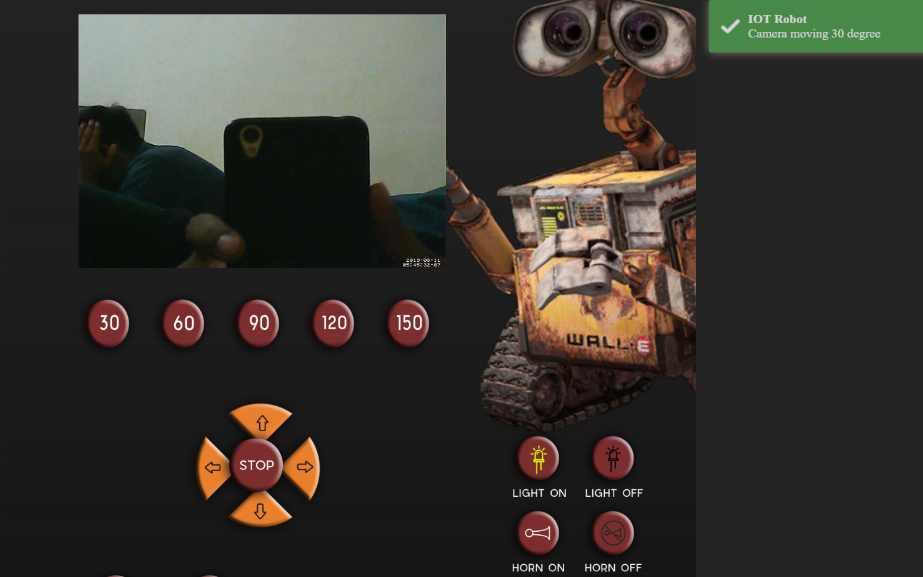 IOT Robot
Camera moving 30 degree
30 60 90 120 150
WALL·E
STOP
LIGHT ON LIGHT OFF
HORN ON HORN OFF